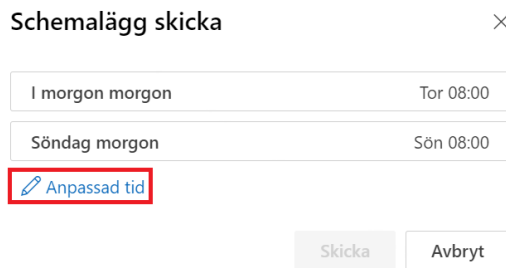 Schemalägg skicka
I morgon morgon Tor 08:00
Söndag morgon Sön 08:00
Anpassad tid
Skicka Avbryt